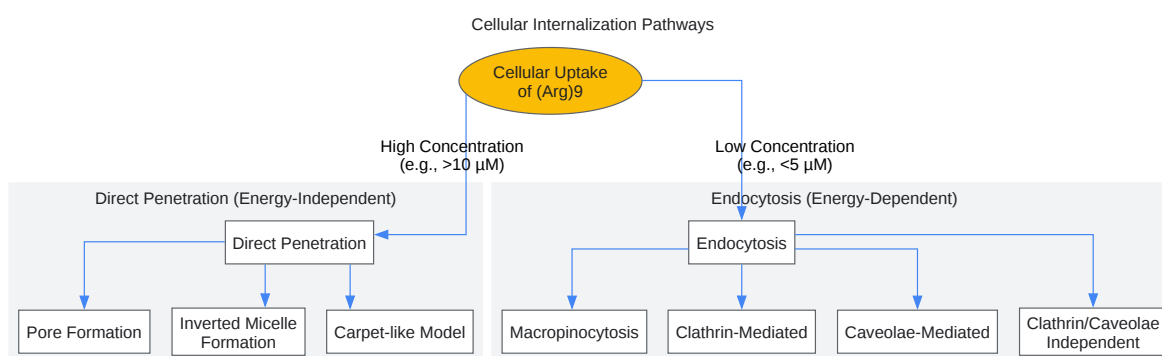 Cellular Internalization Pathways
Cellular Uptake
of (Arg)9
High Concentration
(e.g., >10 µM)
Low Concentration
(e.g., <5 µM)
Direct Penetration (Energy-Independent)
Endocytosis (Energy-Dependent)
Direct Penetration
Endocytosis
Pore Formation
Inverted Micelle
Formation
Carpet-like Model
Macropinocytosis
Clathrin-Mediated
Caveolae-Mediated
Clathrin/Caveolae
Independent